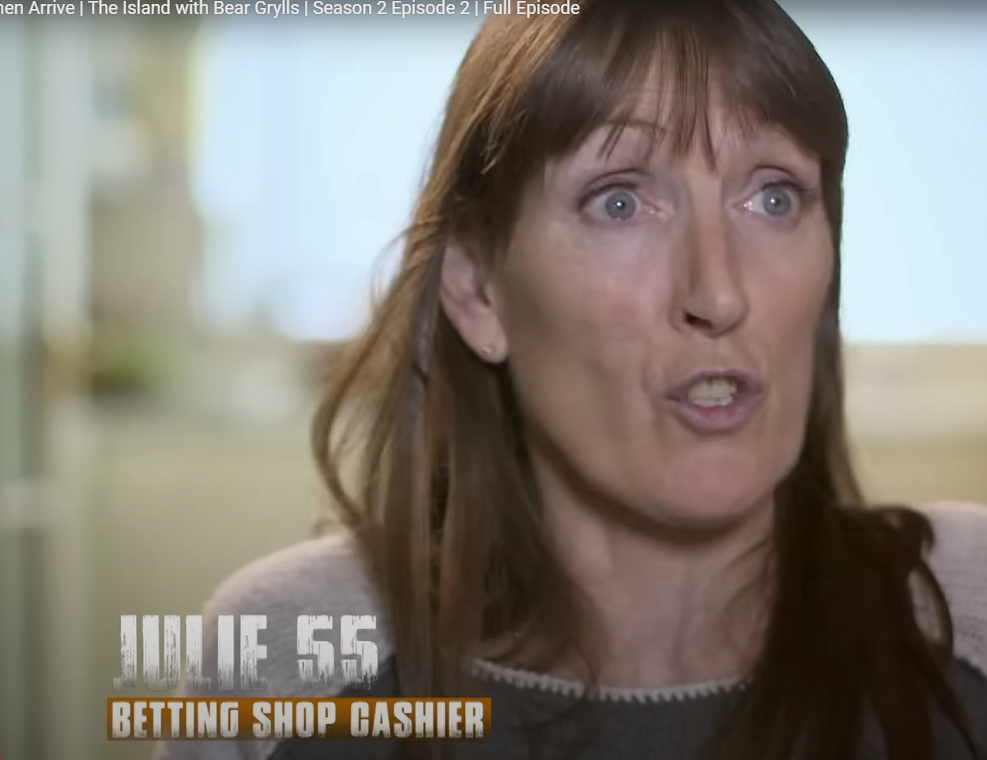 hen Arrive | The Island with Bear Grylls | Season 2 Episode 2 | Full Episode
JULIE 55
BETTING SHOP CASHIER